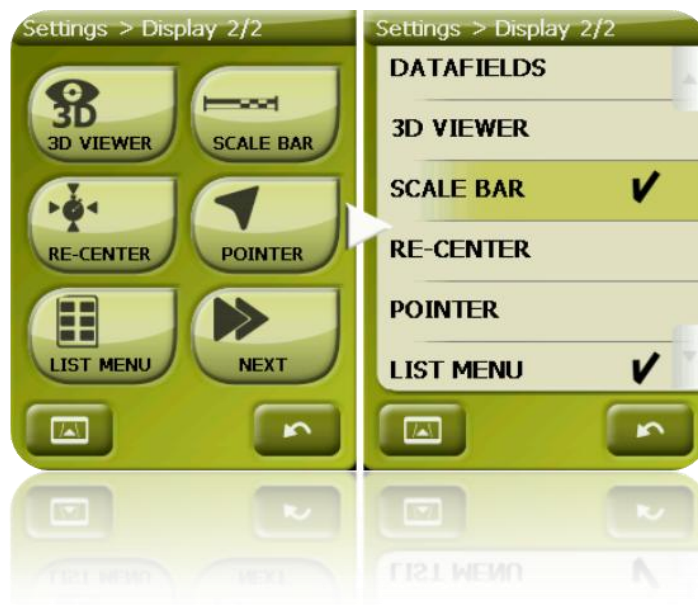 Settings > Display 2/2
3D
3D VIEWER
SCALE BAR
RE-CENTER
POINTER
LIST MENU
NEXT
Settings > Display 2/2
DATAFIELDS
3D VIEWER
SCALE BAR
RE-CENTER
POINTER
LIST MENU